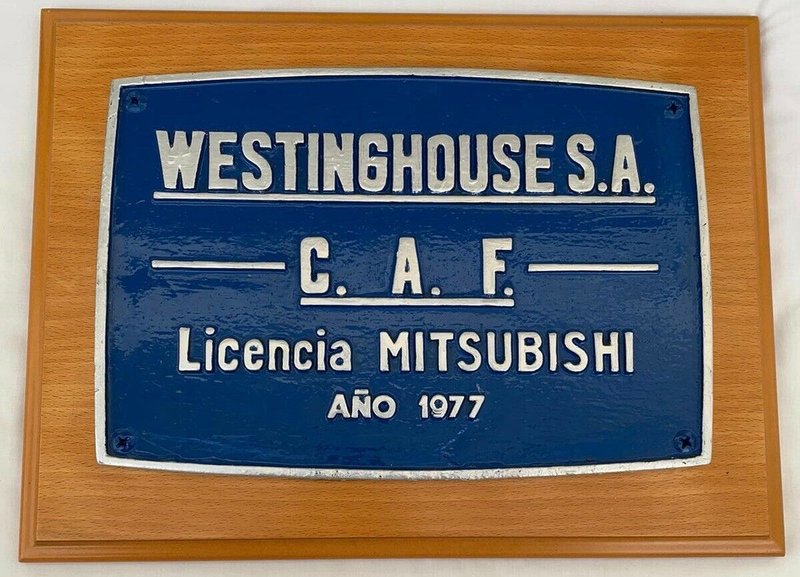 WESTINGHOUSE S.A.
C. A. F.
Licencia MITSUBISHI
AÑO 1977